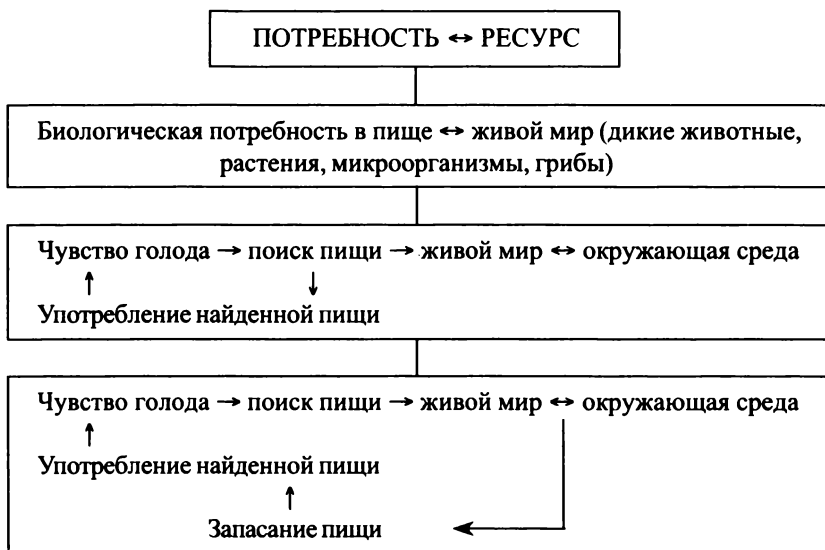 ПОТРЕБНОСТЬ ↔ РЕСУРС
Биологическая потребность в пище ↔ живой мир (дикие животные,
растения, микроорганизмы, грибы)
Чувство голода → поиск пищи → живой мир ↔ окружающая среда
↑ ↓
Употребление найденной пищи
Чувство голода → поиск пищи → живой мир ↔ окружающая среда
↑
Употребление найденной пищи
↑
Запасание пищи